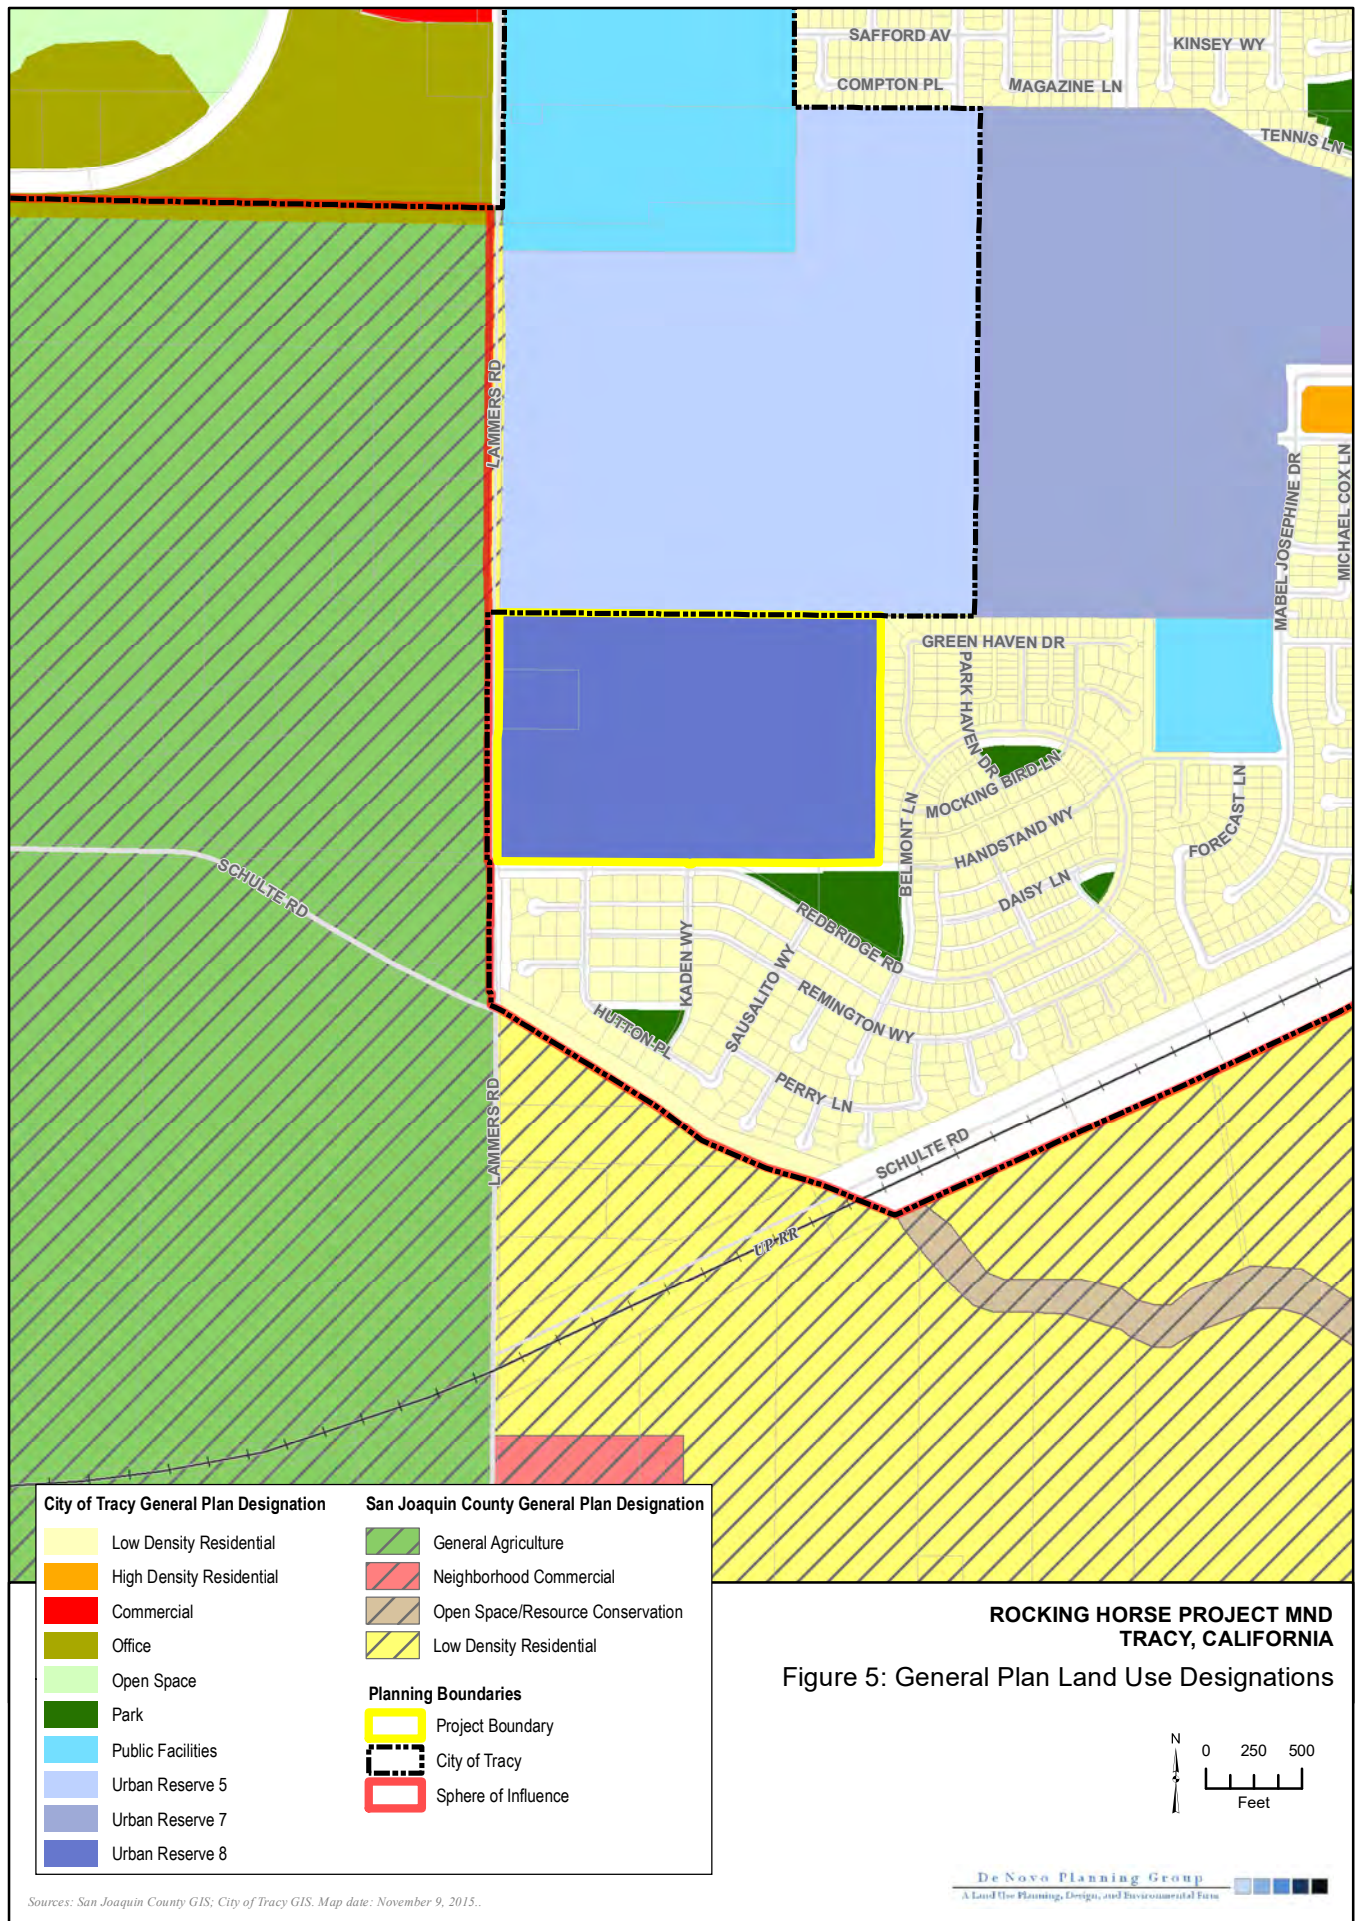 SAFFORD AV
KINSEY WY
COMPTON PL
MAGAZINE LN
TENNIS LN
LAMMERS RD
MABEL JOSEPHINE DR
MICHAEL COX LN
GREEN HAVEN DR
PARK HAVEN DR
MOCKING BIRD LN
BELMONT LN
HANDSTAND WY
FORECAST LN
DAISY LN
SCHULTE RD
REDBRIDGE RD
KADEN WY
SAUSALITO WY
REMINGTON WY
HUTTON PL
PERRY LN
LAMMERS RD
SCHULTE RD
UP RR
City of Tracy General Plan Designation
Low Density Residential
High Density Residential
Commercial
Office
Open Space
Park
Public Facilities
Urban Reserve 5
Urban Reserve 7
Urban Reserve 8
San Joaquin County General Plan Designation
General Agriculture
Neighborhood Commercial
Open Space/Resource Conservation
Low Density Residential
Planning Boundaries
Project Boundary
City of Tracy
Sphere of Influence
ROCKING HORSE PROJECT MND
TRACY, CALIFORNIA
Figure 5: General Plan Land Use Designations
N
0 250 500
Feet
De Novo Planning Group
A Land Use Planning, Design, and Environmental Firm
Sources: San Joaquin County GIS; City of Tracy GIS. Map date: November 9, 2015..